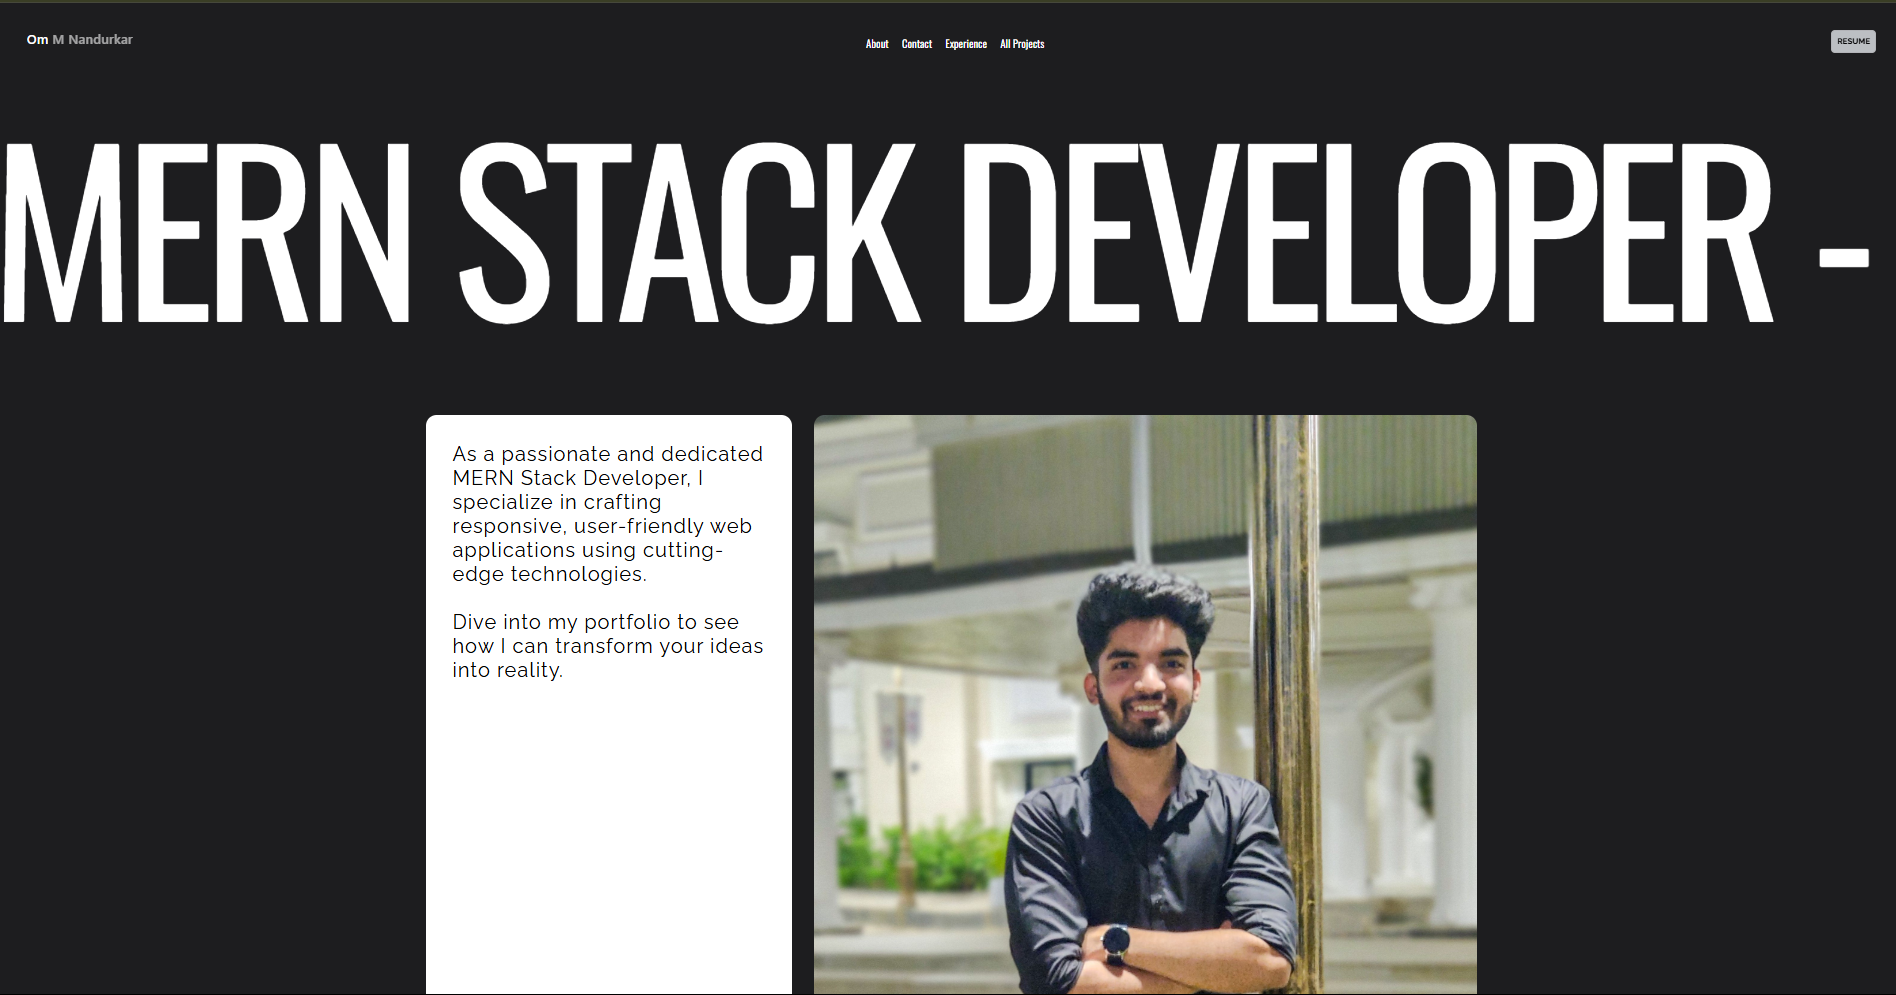 Om M Nandurkar
About Contact Experience All Projects
RESUME
MERN STACK DEVELOPER -
As a passionate and dedicated
MERN Stack Developer, I
specialize in crafting
responsive, user-friendly web
applications using cutting-
edge technologies.
Dive into my portfolio to see
how I can transform your ideas
into reality.